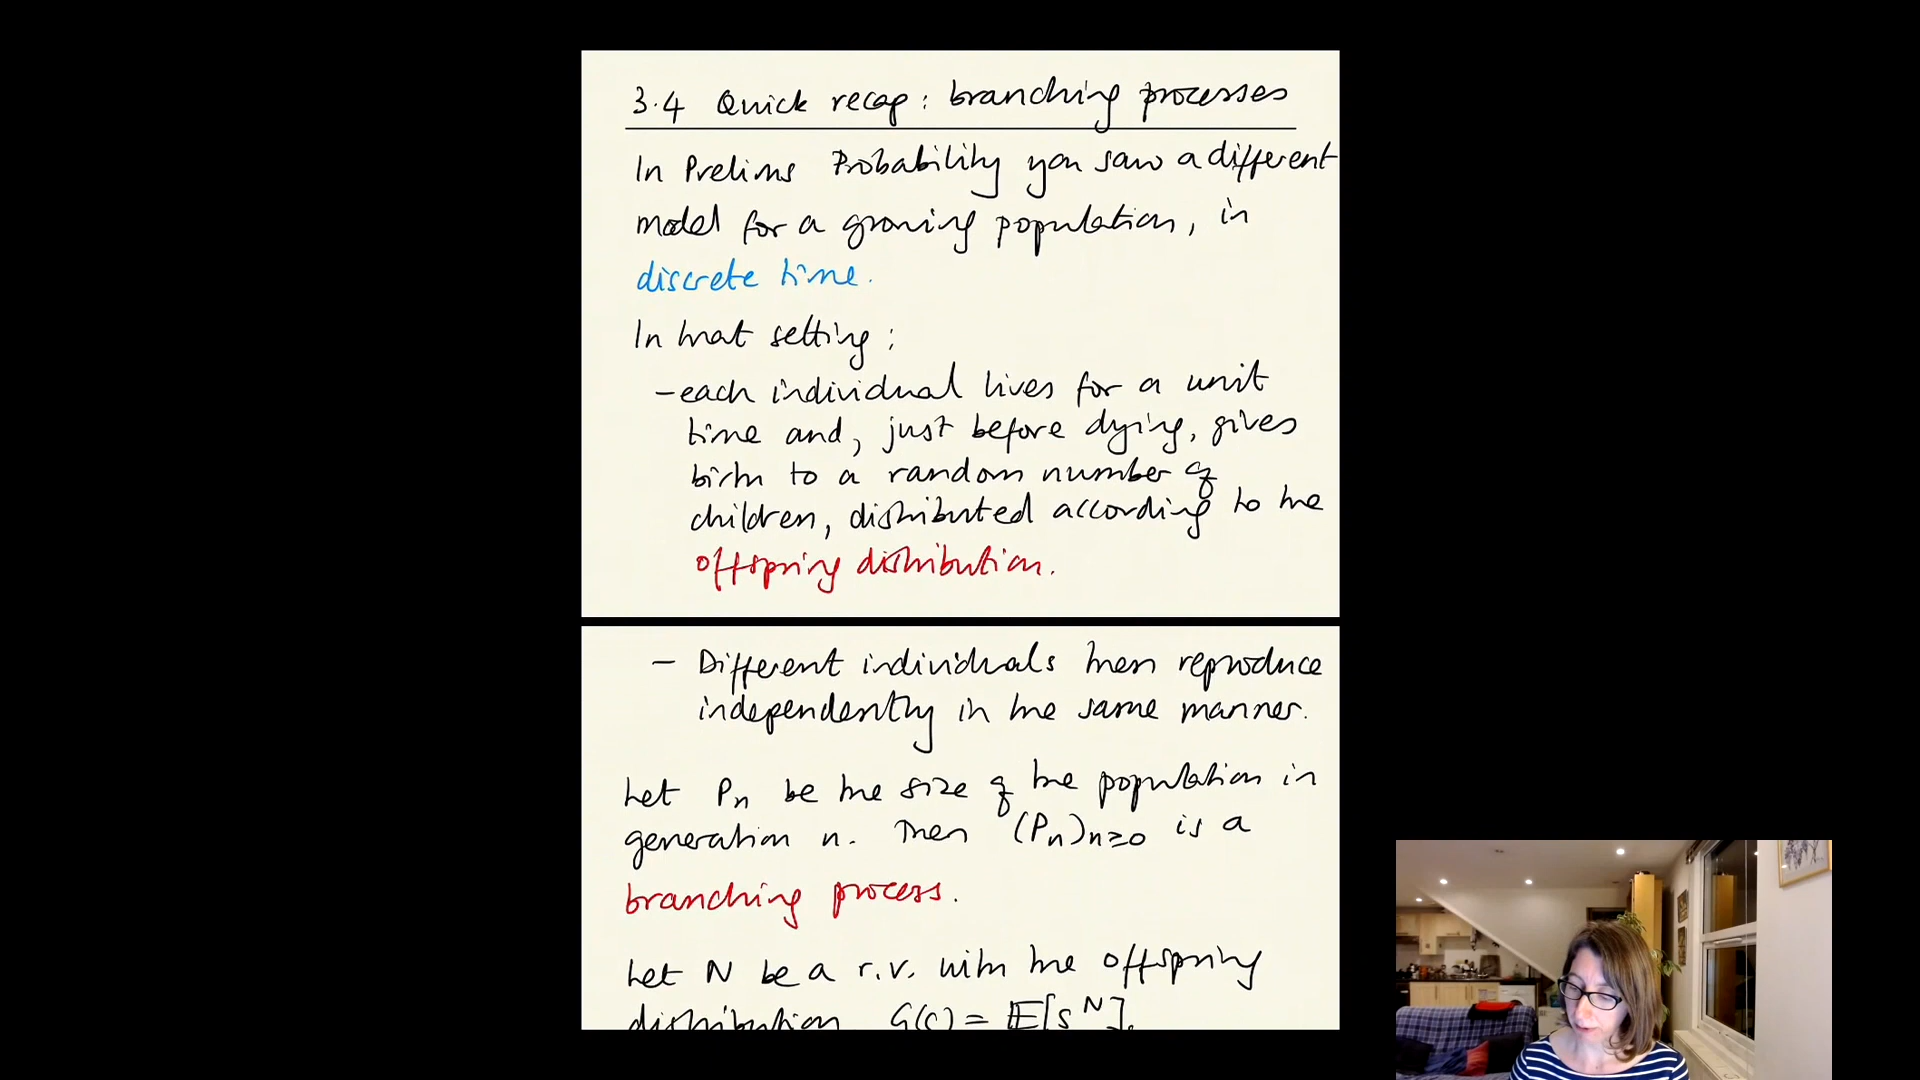 3.4 Quick recap: branching processes
In Prelims Probability you saw a different
model for a growing population, in
discrete time.
In that setting:
- each individual lives for a unit
time and, just before dying, gives
birth to a random number of
children, distributed according to the
offspring distribution.
- Different individuals then reproduce
independently in the same manner.
Let Pn be the size of the population in
generation n. Then (Pn)n≥0 is a
branching process.
Let N be a r.v. with the offspring
distribution G(s) = 𝔼[s^N].